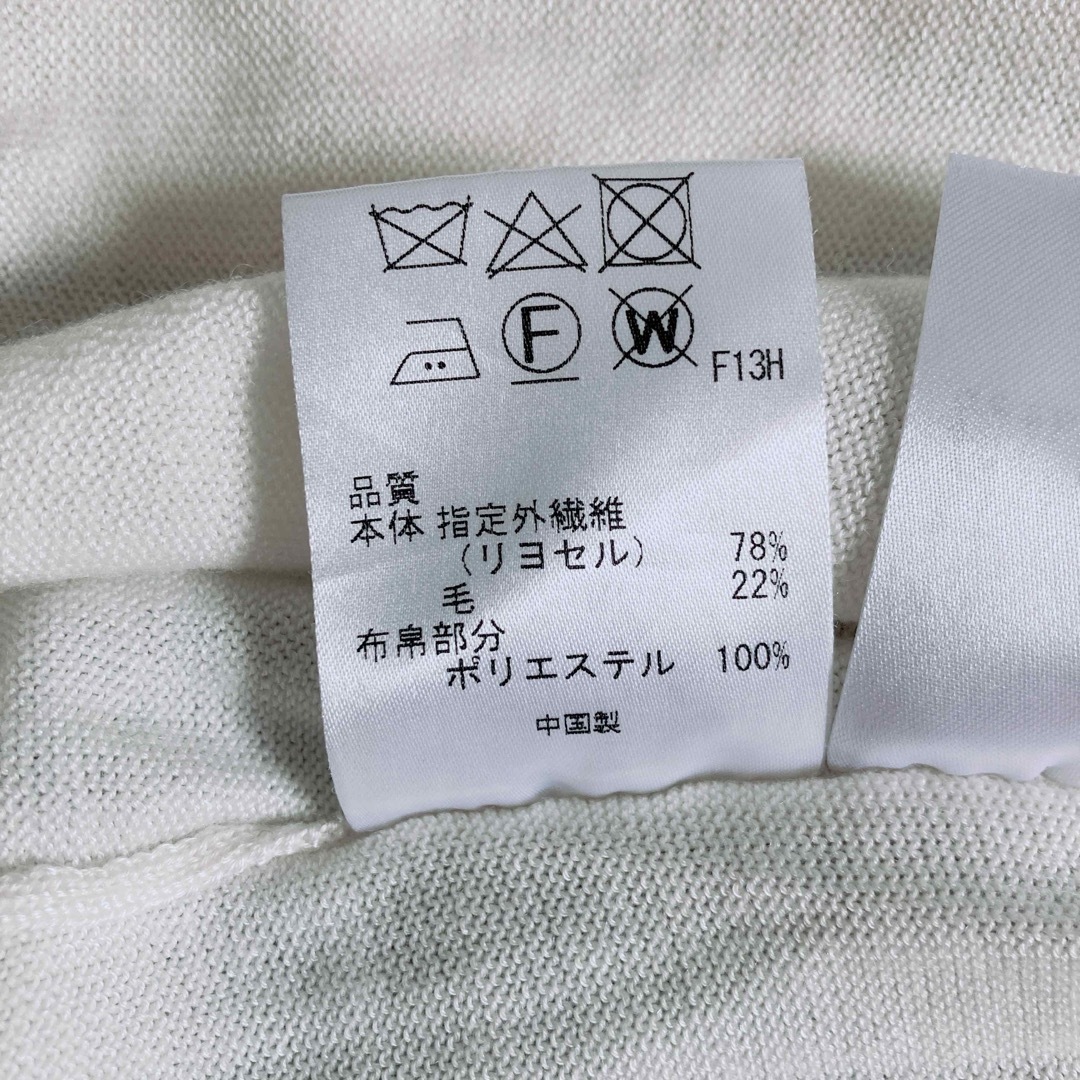 F W F13H
品質
本体 指定外繊維
(リヨセル) 78%
毛 22%
布帛部分
ポリエステル 100%
中国製